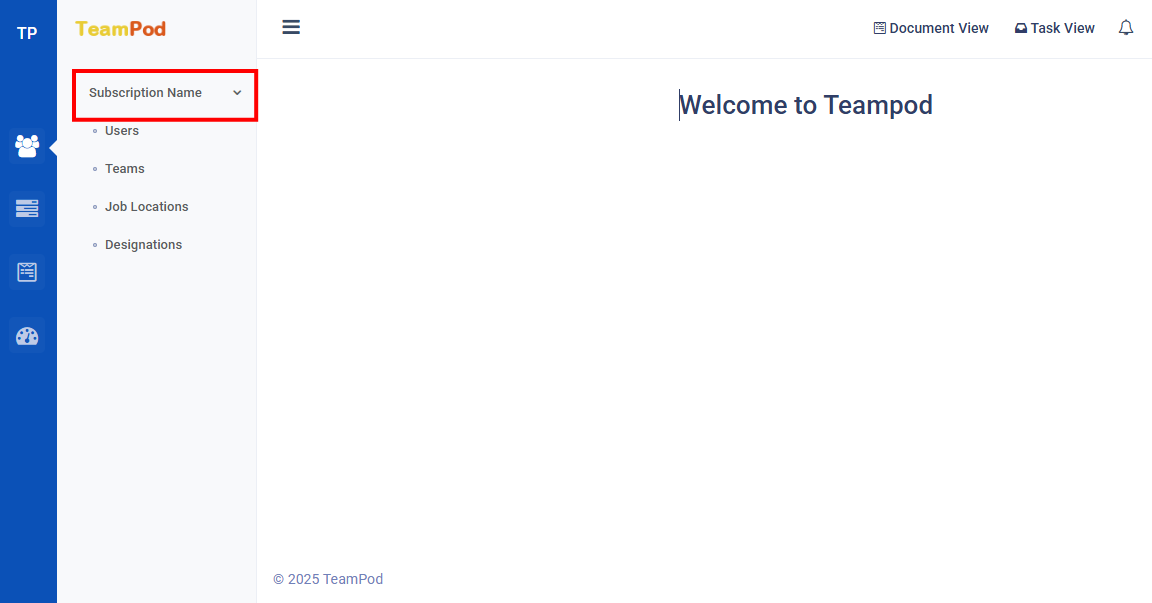 TP
TeamPod
Document View
Task View
Subscription Name
Users
Teams
Job Locations
Designations
Welcome to Teampod
© 2025 TeamPod